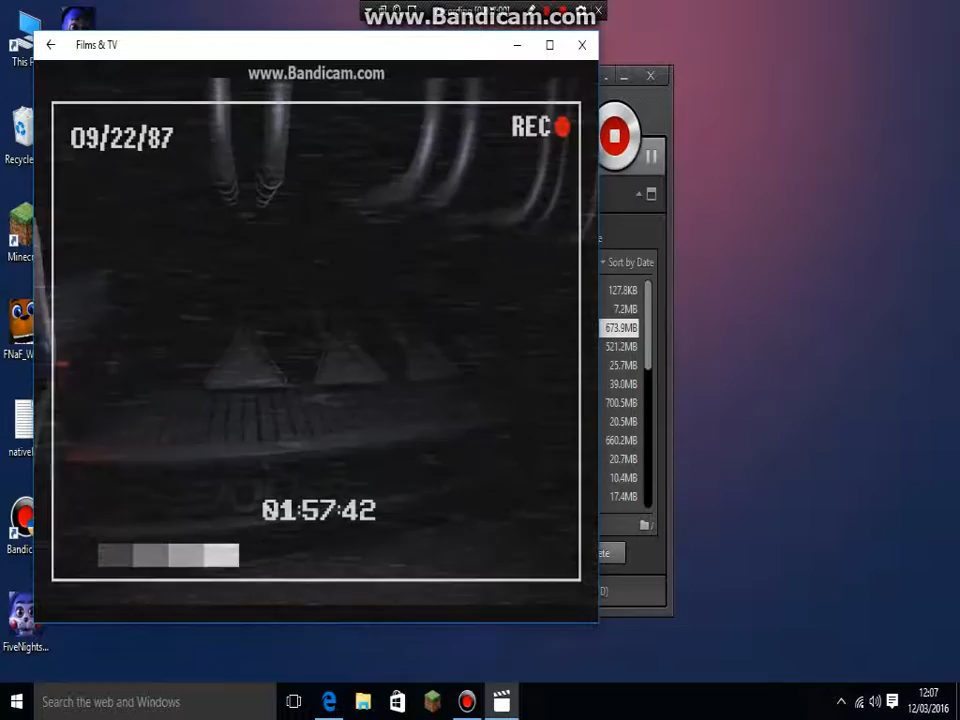 www.Bandicam.com
This P
Films & TV
www.Bandicam.com
09/22/87
REC
Recycle
Sort by Date
127.8KB
7.2MB
673.9MB
521.2MB
25.7MB
39.0MB
700.5MB
20.5MB
660.2MB
20.7MB
10.4MB
17.4MB
Minec
FNaF_W
native
01:57:42
Bandic
ete
FiveNights...
Search the web and Windows
12:07
12/03/2016